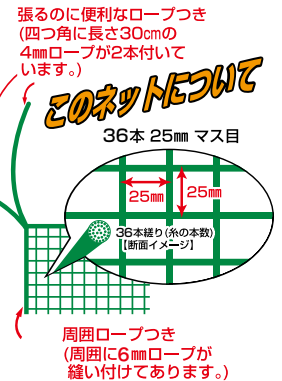 張るのに便利なロープつき
(四つ角に長さ30㎝の
4㎜ロープが2本付いて
います。)
このネットについて
36本 25㎜ マス目
25㎜
25㎜
36本縒り(糸の本数)
【断面イメージ】
周囲ロープつき
(周囲に6㎜ロープが
縫い付けてあります。)